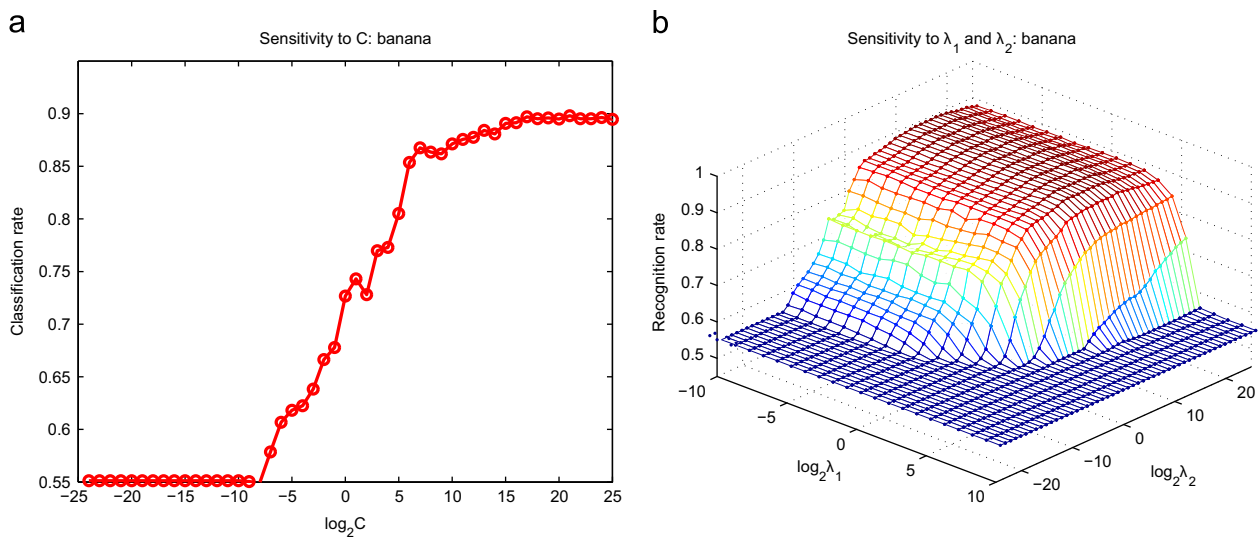 a
Sensitivity to C: banana
Classification rate
0.9
0.85
0.8
0.75
0.7
0.65
0.6
0.55
−25 −20 −15 −10 −5 0 5 10 15 20 25
log₂C
b
Sensitivity to λ₁ and λ₂: banana
Recognition rate
1
0.9
0.8
0.7
0.6
0.5
−10 −5 0 5 10
log₂λ₁
−20 −10 0 10 20
log₂λ₂